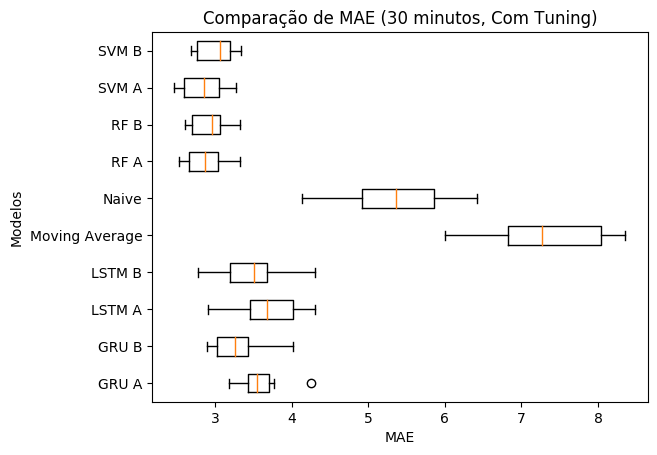 Comparação de MAE (30 minutos, Com Tuning)
SVM B
SVM A
RF B
RF A
Naive
Moving Average
LSTM B
LSTM A
GRU B
GRU A
Modelos
3 4 5 6 7 8
MAE